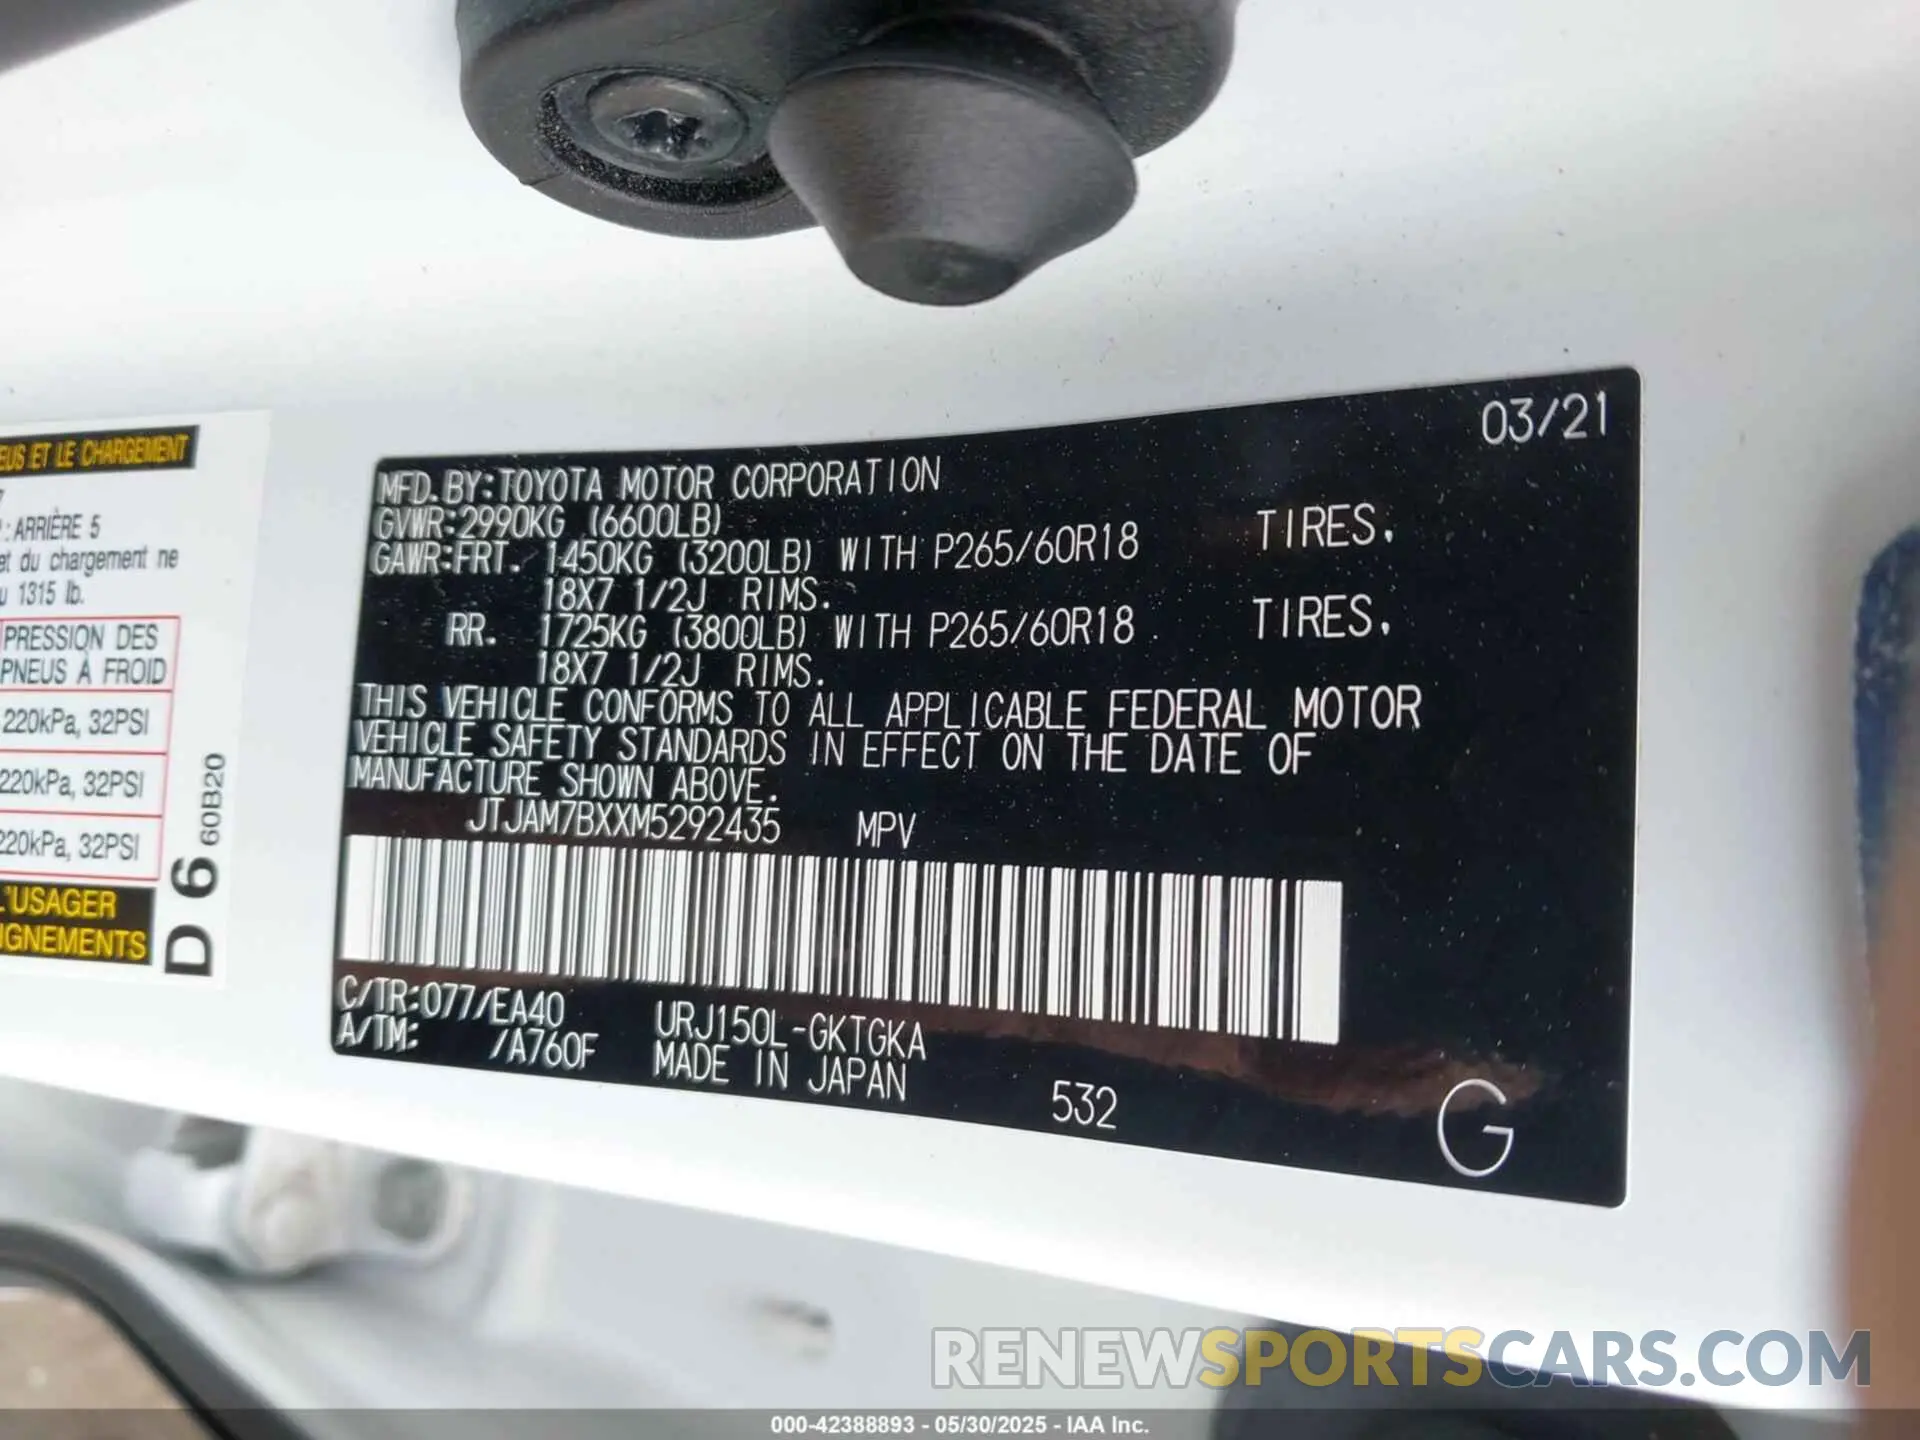 EUS ET LE CHARGEMENT
7
: ARRIÈRE 5
et du chargement ne
u 1315 lb.
PRESSION DES
PNEUS À FROID
220kPa, 32PSI
220kPa, 32PSI
220kPa, 32PSI
L'USAGER
IGNEMENTS
D 6 60B20
03/21
MFD.BY:TOYOTA MOTOR CORPORATION
GVWR:2990KG (6600LB)
GAWR:FRT. 1450KG (3200LB) WITH P265/60R18 TIRES.
18X7 1/2J RIMS.
RR. 1725KG (3800LB) WITH P265/60R18 TIRES,
18X7 1/2J RIMS.
THIS VEHICLE CONFORMS TO ALL APPLICABLE FEDERAL MOTOR
VEHICLE SAFETY STANDARDS IN EFFECT ON THE DATE OF
MANUFACTURE SHOWN ABOVE.
JTJAM7BXXM5292435 MPV
C/TR:077/EA40 URJ150L-GKTGKA
A/TM: /A760F MADE IN JAPAN
532
G
RENEWSPORTSCARS.COM
000-42388893 - 05/30/2025 - IAA Inc.